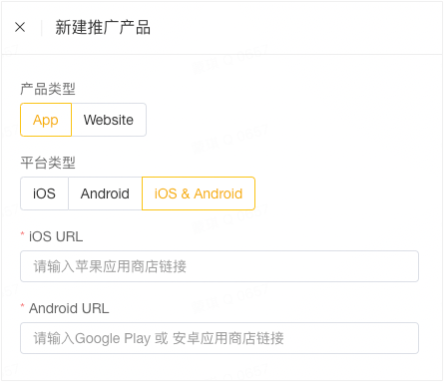 新建推广产品
产品类型
App Website
平台类型
iOS Android iOS & Android
* iOS URL
请输入苹果应用商店链接
* Android URL
请输入Google Play 或 安卓应用商店链接